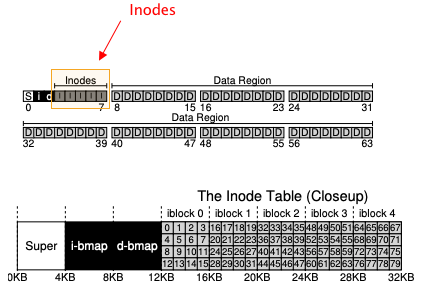 Inodes
Inodes Data Region
S i d I I I I I D D D D D D D D D D D D D D D D D D D D D D D D
0 7 8 15 16 23 24 31
Data Region
D D D D D D D D D D D D D D D D D D D D D D D D D D D D D D D D
32 39 40 47 48 55 56 63
The Inode Table (Closeup)
iblock 0 iblock 1 iblock 2 iblock 3 iblock 4
0 1 2 3 16 17 18 19 32 33 34 35 48 49 50 51 64 65 66 67
Super i-bmap d-bmap 4 5 6 7 20 21 22 23 36 37 38 39 52 53 54 55 68 69 70 71
8 9 10 11 24 25 26 27 40 41 42 43 56 57 58 59 72 73 74 75
12 13 14 15 28 29 30 31 44 45 46 47 60 61 62 63 76 77 78 79
0KB 4KB 8KB 12KB 16KB 20KB 24KB 28KB 32KB